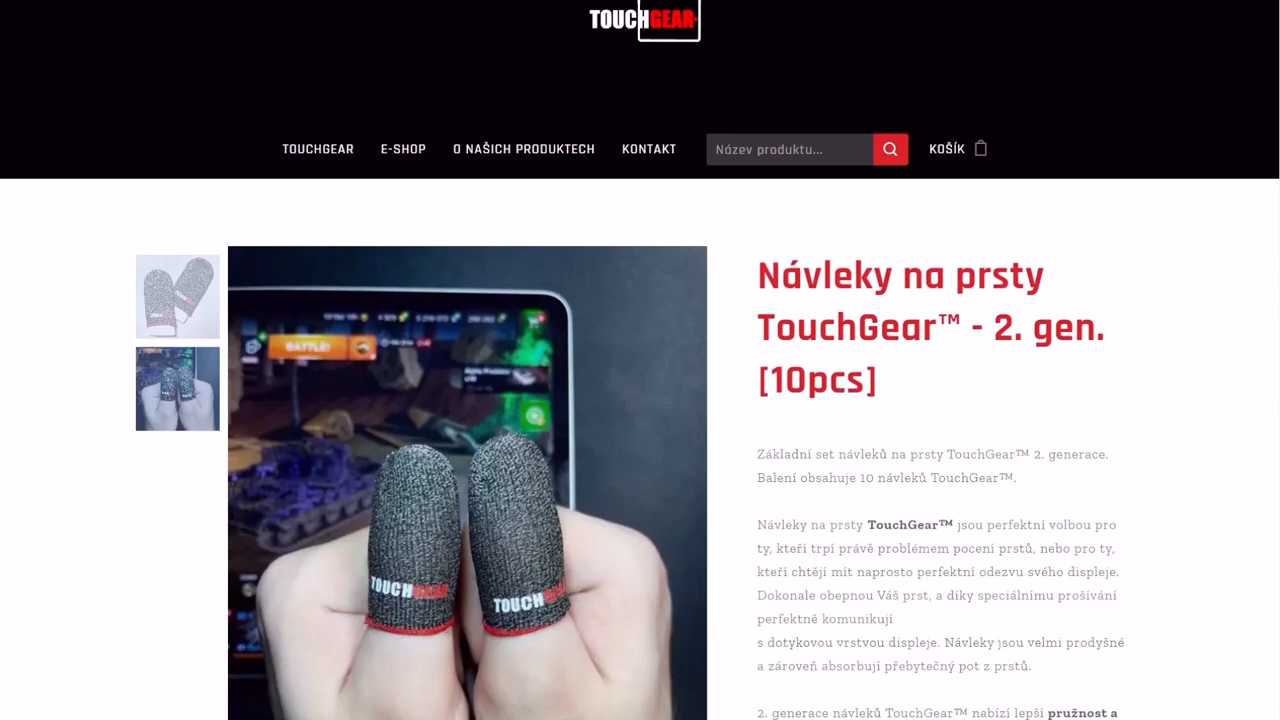 TOUCHGEAR
TOUCHGEAR
E-SHOP
O NAŠICH PRODUKTECH
KONTAKT
Název produktu...
KOŠÍK
BATTLE!
TOUCHGEAR
TOUCHGEAR
Návleky na prsty
TouchGear™ - 2. gen.
[10pcs]
Základní set návleků na prsty TouchGear™ 2. generace.
Balení obsahuje 10 návleků TouchGear™.
Návleky na prsty TouchGear™ jsou perfektní volbou pro
ty, kteří trpí právě problémem pocení prstů, nebo pro ty,
kteří chtějí mít naprosto perfektní odezvu svého displeje.
Dokonale obepnou Váš prst, a díky speciálnímu prošívání
perfektně komunikují
s dotykovou vrstvou displeje. Návleky jsou velmi prodyšné
a zároveň absorbují přebytečný pot z prstů.
2. generace návleků TouchGear™ nabízí lepší pružnost a